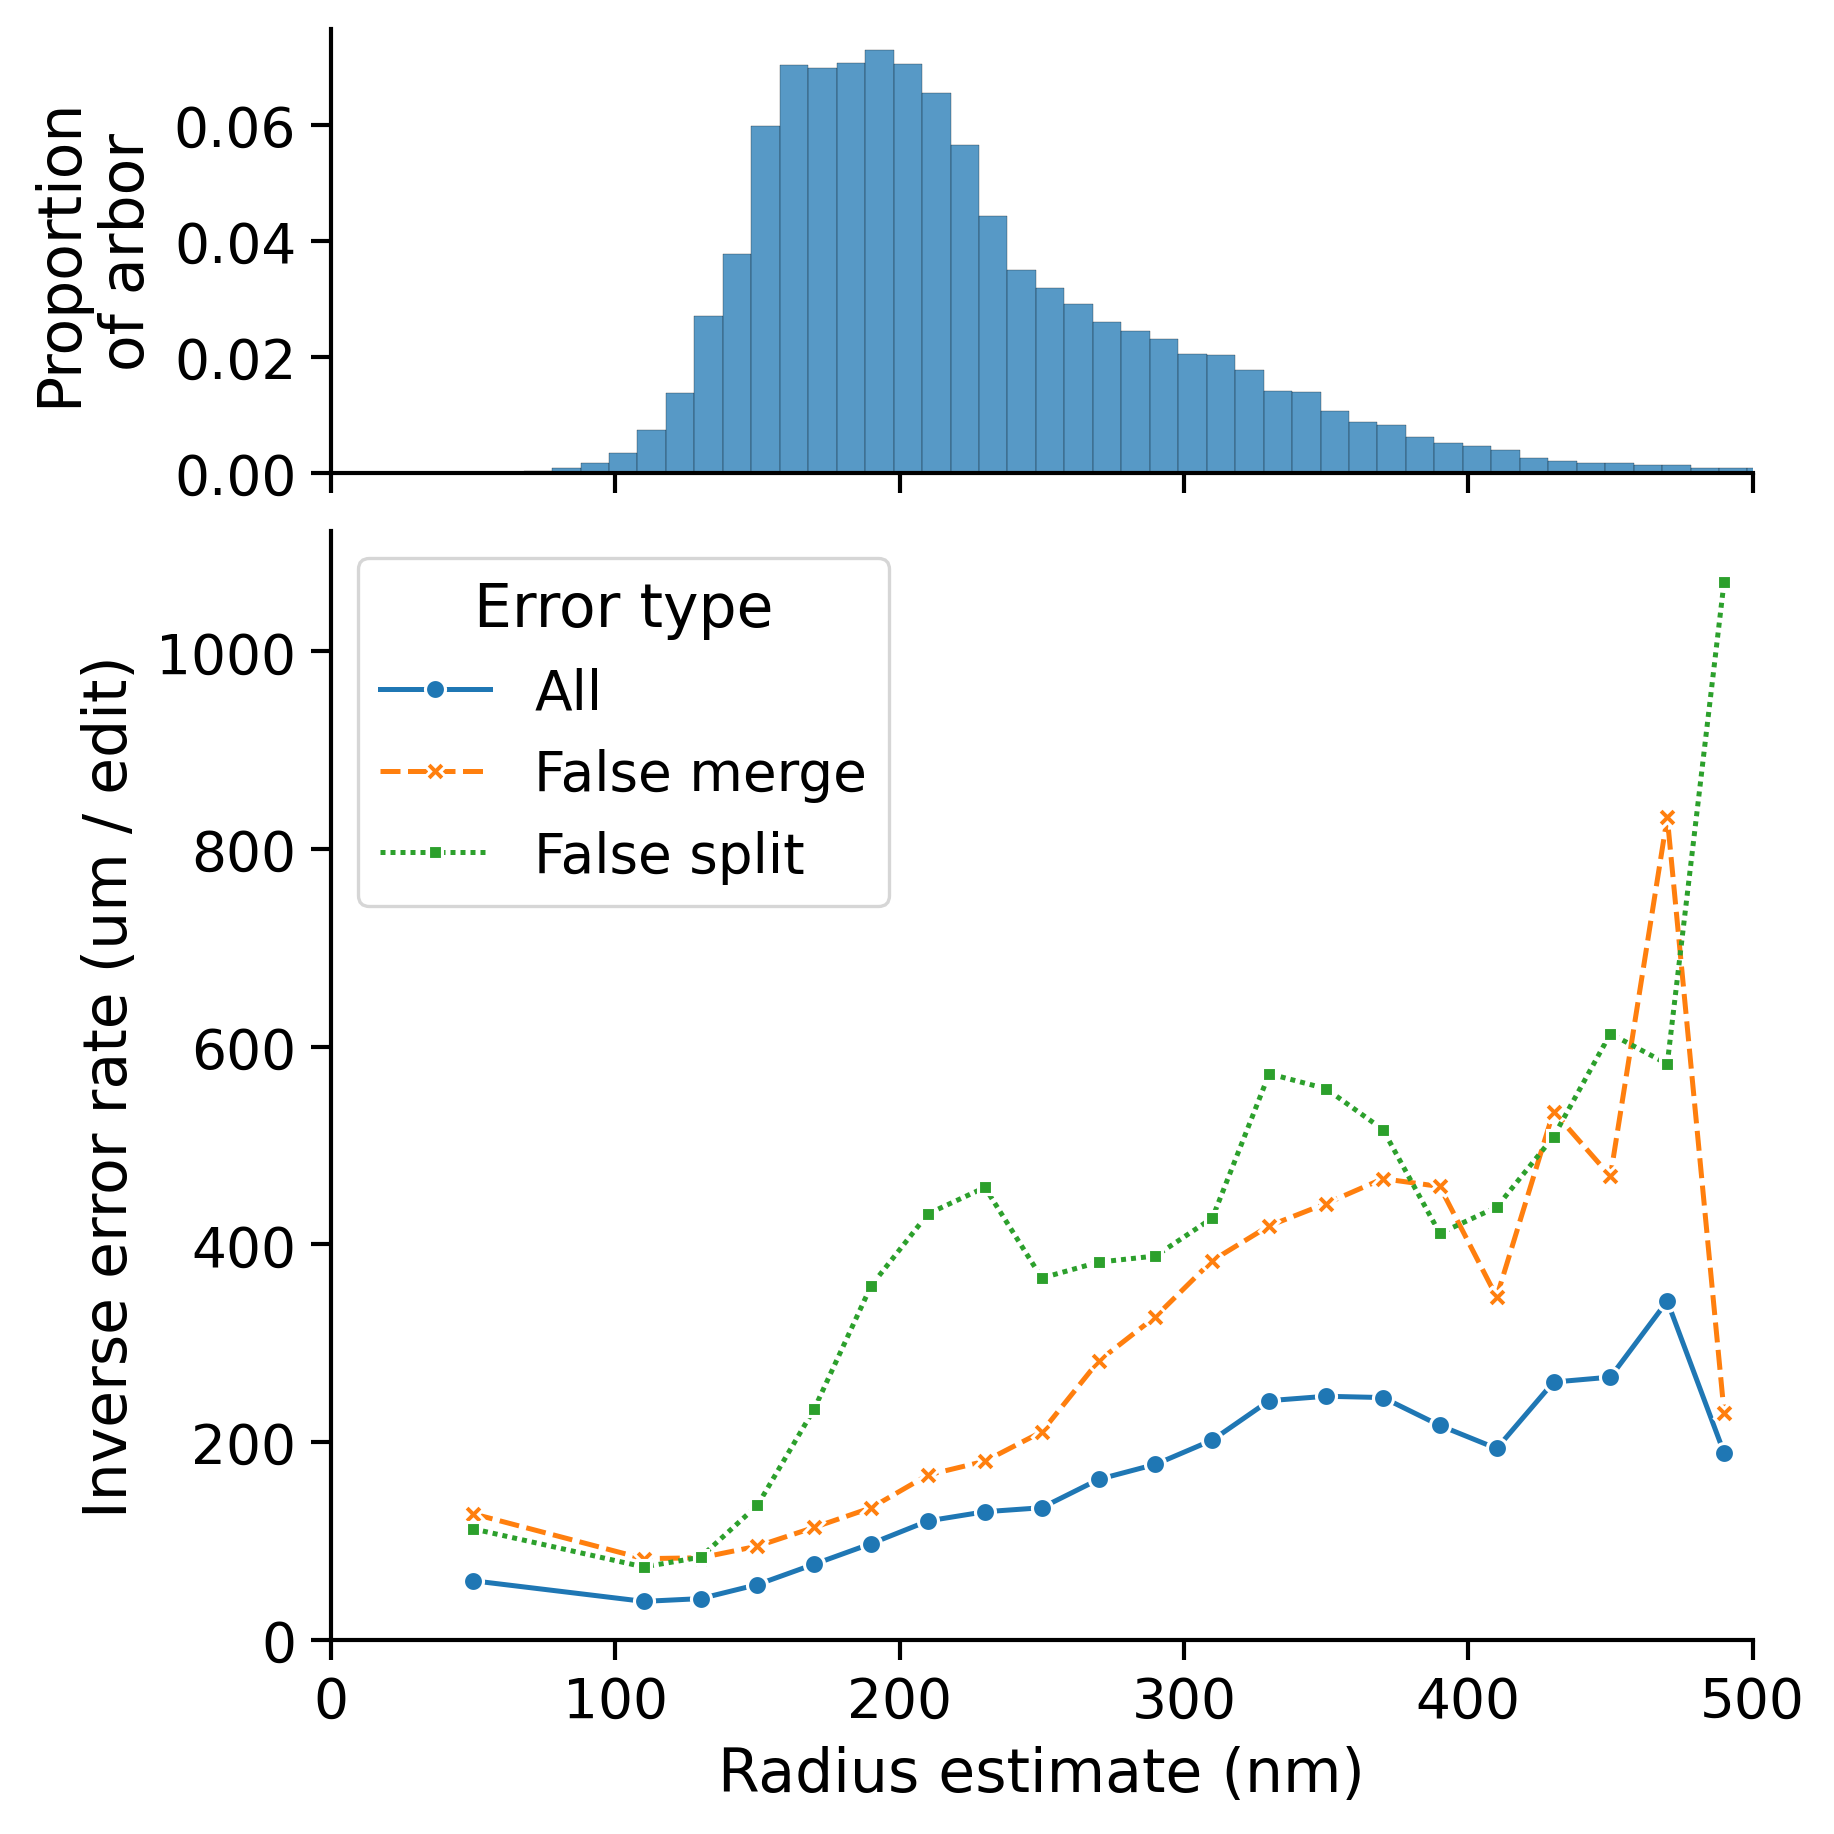 Proportion
of arbor
0.06
0.04
0.02
0.00
Inverse error rate (um / edit)
1000
800
600
400
200
0
Error type
All
False merge
False split
0 100 200 300 400 500
Radius estimate (nm)